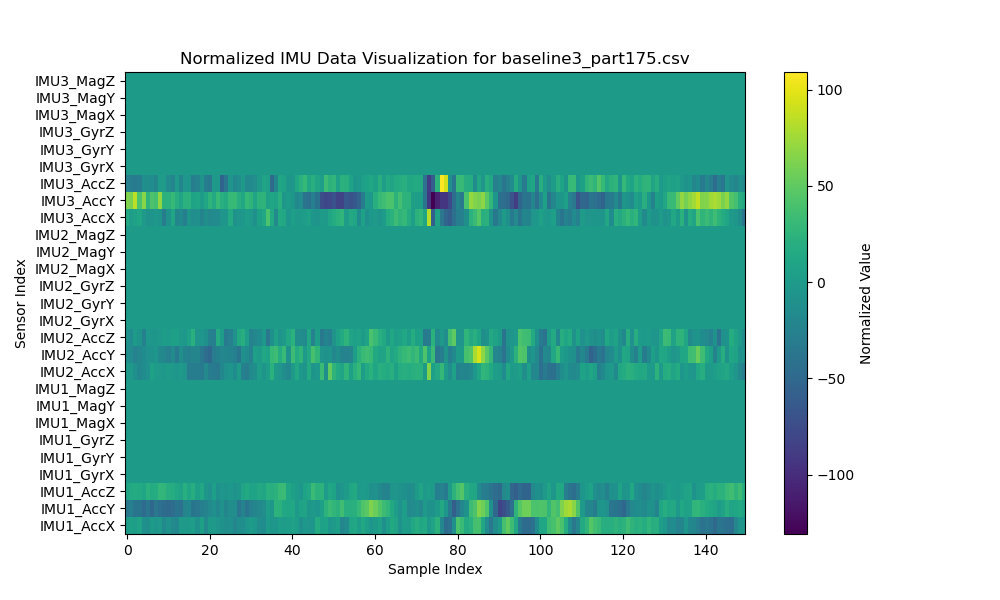 Normalized IMU Data Visualization for baseline3_part175.csv
IMU3_MagZ
IMU3_MagY
IMU3_MagX
IMU3_GyrZ
IMU3_GyrY
IMU3_GyrX
IMU3_AccZ
IMU3_AccY
IMU3_AccX
IMU2_MagZ
IMU2_MagY
IMU2_MagX
IMU2_GyrZ
IMU2_GyrY
IMU2_GyrX
IMU2_AccZ
IMU2_AccY
IMU2_AccX
IMU1_MagZ
IMU1_MagY
IMU1_MagX
IMU1_GyrZ
IMU1_GyrY
IMU1_GyrX
IMU1_AccZ
IMU1_AccY
IMU1_AccX
Sensor Index
0 20 40 60 80 100 120 140
Sample Index
100
50
0
−50
−100
Normalized Value